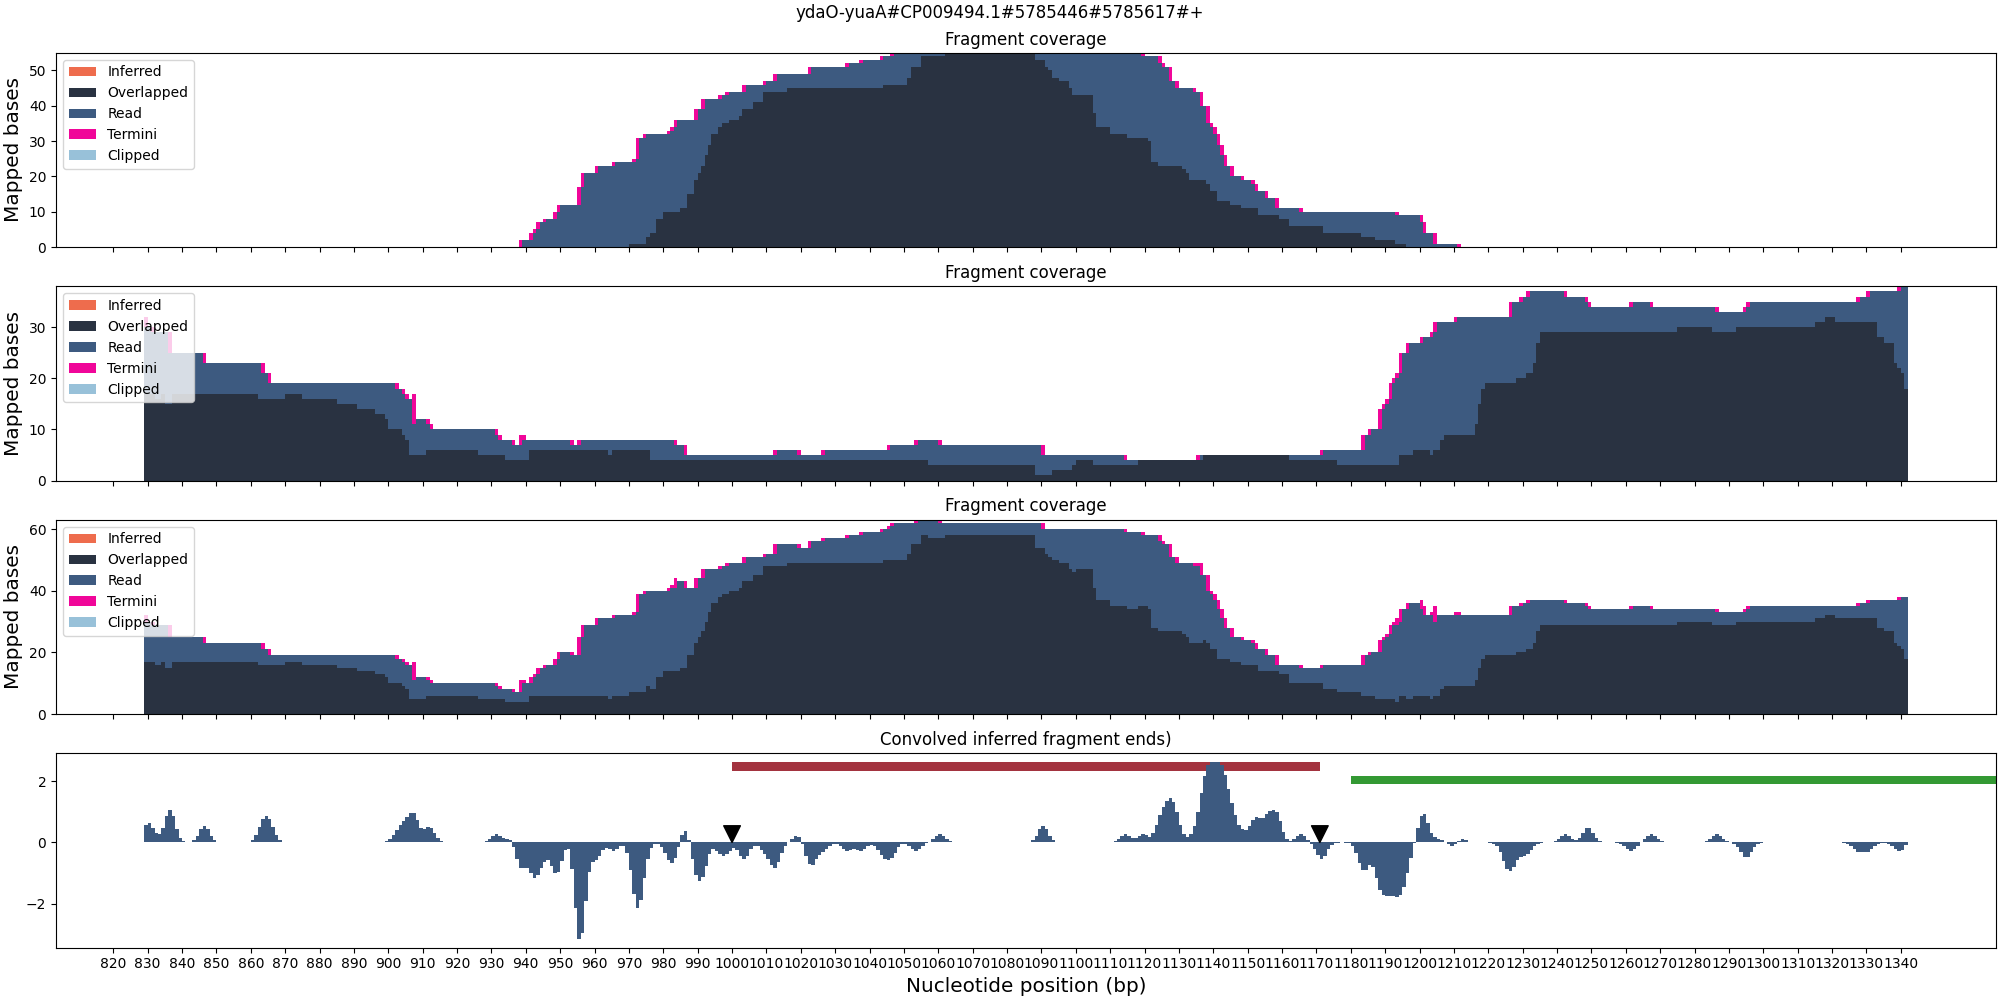 ydaO-yuaA#CP009494.1#5785446#5785617#+
Fragment coverage
Mapped bases
50
40
30
20
10
0
Inferred
Overlapped
Read
Termini
Clipped
Fragment coverage
Mapped bases
30
20
10
0
Inferred
Overlapped
Read
Termini
Clipped
Fragment coverage
Mapped bases
60
40
20
0
Inferred
Overlapped
Read
Termini
Clipped
Convolved inferred fragment ends)
2
0
−2
820 830 840 850 860 870 880 890 900 910 920 930 940 950 960 970 980 990 1000 1010 1020 1030 1040 1050 1060 1070 1080 1090 1100 1110 1120 1130 1140 1150 1160 1170 1180 1190 1200 1210 1220 1230 1240 1250 1260 1270 1280 1290 1300 1310 1320 1330 1340
Nucleotide position (bp)